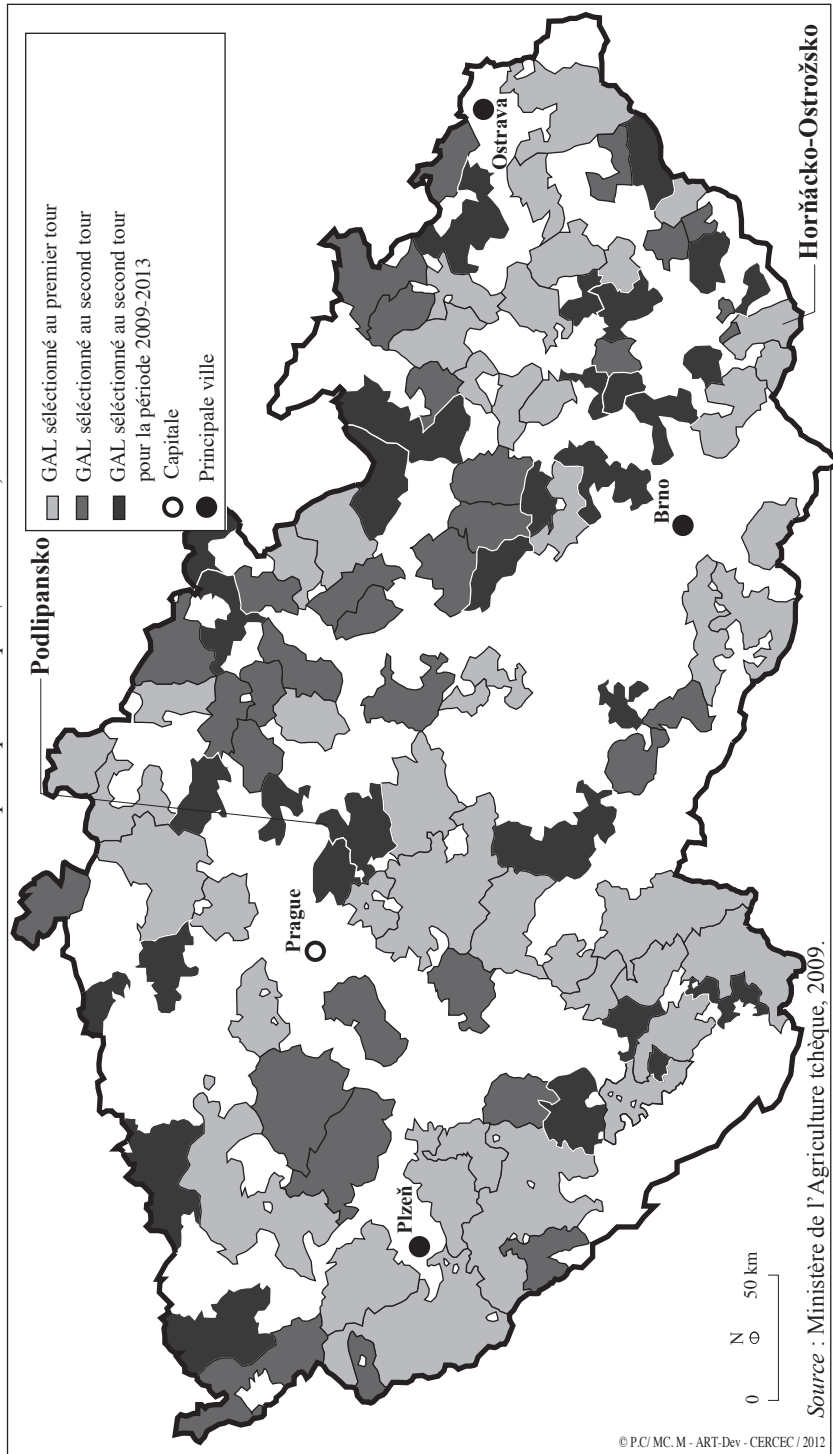 GAL séléctionné au premier tour
GAL séléctionné au second tour
GAL séléctionné au second tour
pour la période 2009-2013
Capitale
Principale ville
Podlipansko
Prague
Ostrava
Plzeň
Brno
Horňácko-Ostrožsko
N
0 50 km
Source : Ministère de l'Agriculture tchèque, 2009.
© P.C/ MC. M - ART-Dev - CERCEC / 2012